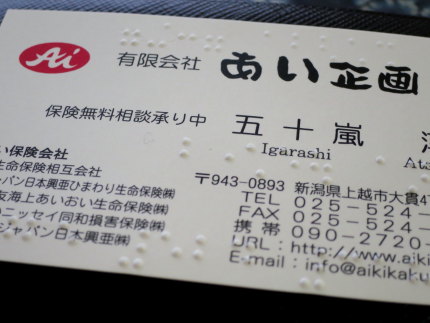 Ai 有限会社 あい企画
保険無料相談承り中 五十嵐
Igarashi
い保険会社
生命保険相互会社
パン日本興亜ひまわり生命保険㈱
友海上あいおい生命保険㈱
ニッセイ同和損害保険㈱
ジャパン日本興亜㈱
〒943-0893 新潟県上越市大貫4
TEL 025-524-
FAX 025-524-
携帯 090-2720-
URL : http://www.aiki
E-mail : info@aikikaku